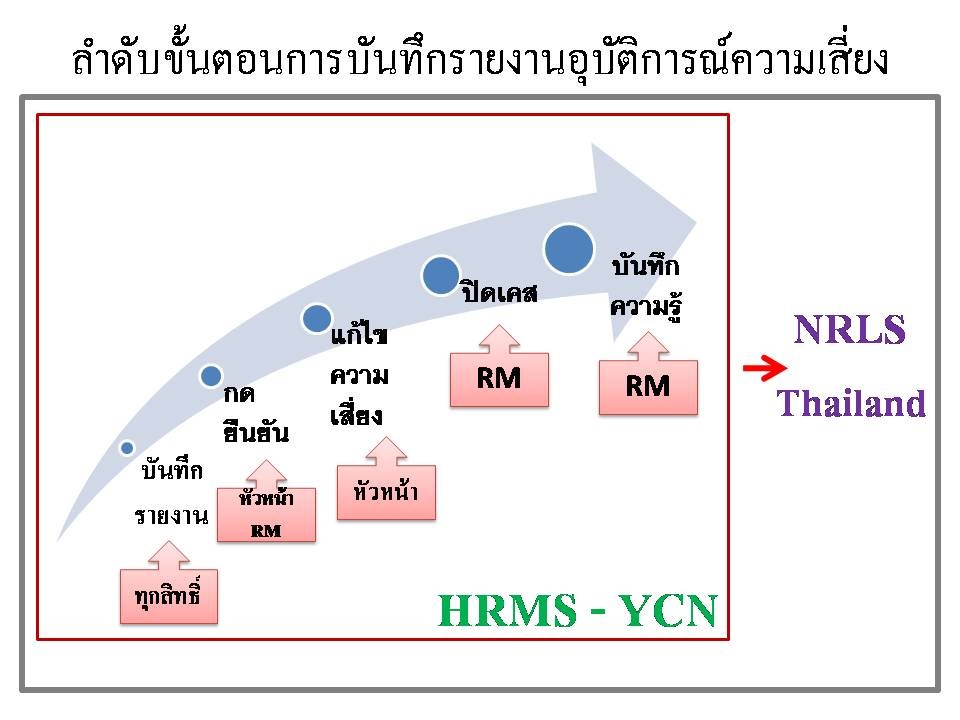 ลำดับขั้นตอนการบันทึกรายงานอุบัติการณ์ความเสี่ยง
บันทึก
รายงาน
ทุกสิทธิ์
กด
ยืนยัน
หัวหน้า
RM
แก้ไข
ความ
เสี่ยง
หัวหน้า
ปิดเคส
RM
บันทึก
ความรู้
RM
HRMS - YCN
NRLS
Thailand